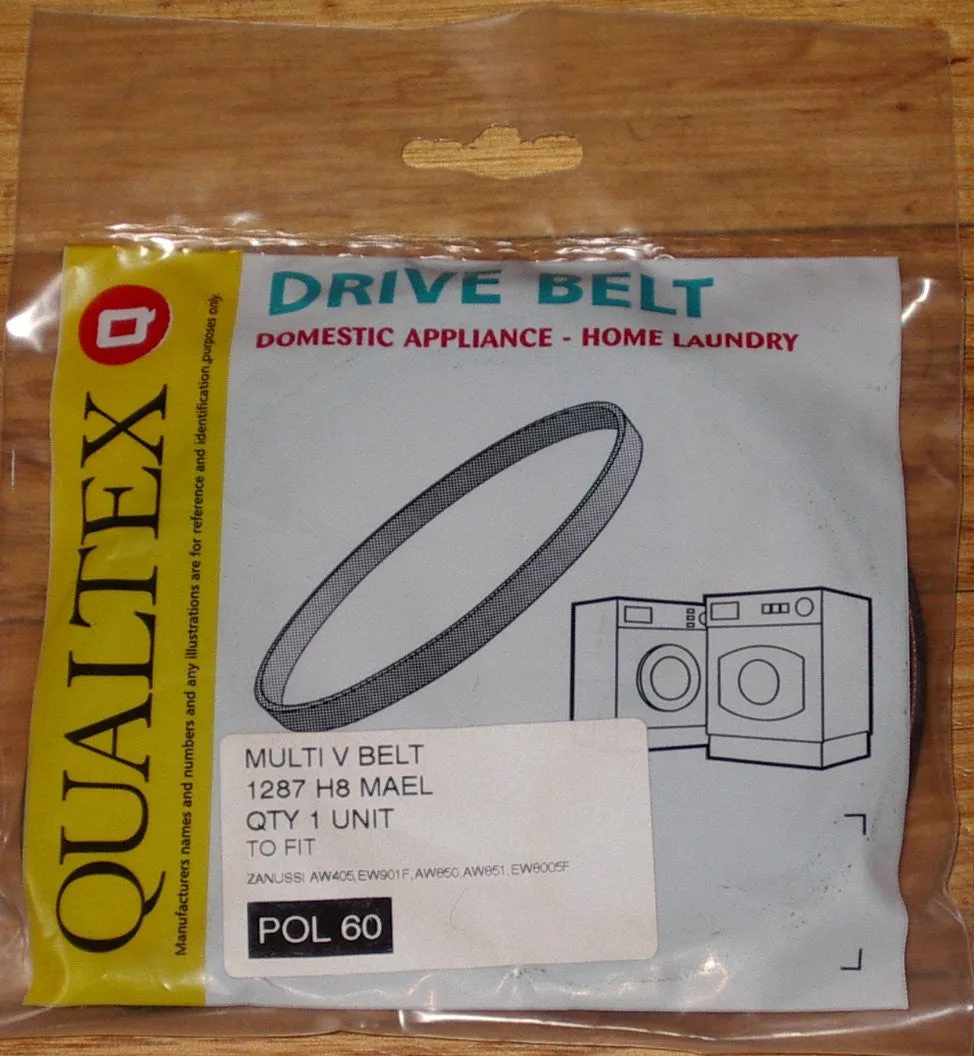 DRIVE BELT
DOMESTIC APPLIANCE - HOME LAUNDRY
Q
QUALTEX
Manufacturers names and numbers and any illustrations are for reference and identification purposes only.
MULTI V BELT
1287 H8 MAEL
QTY 1 UNIT
TO FIT
ZANUSSI AW405,EW901F,AW850,AW851,EW8005F
POL 60